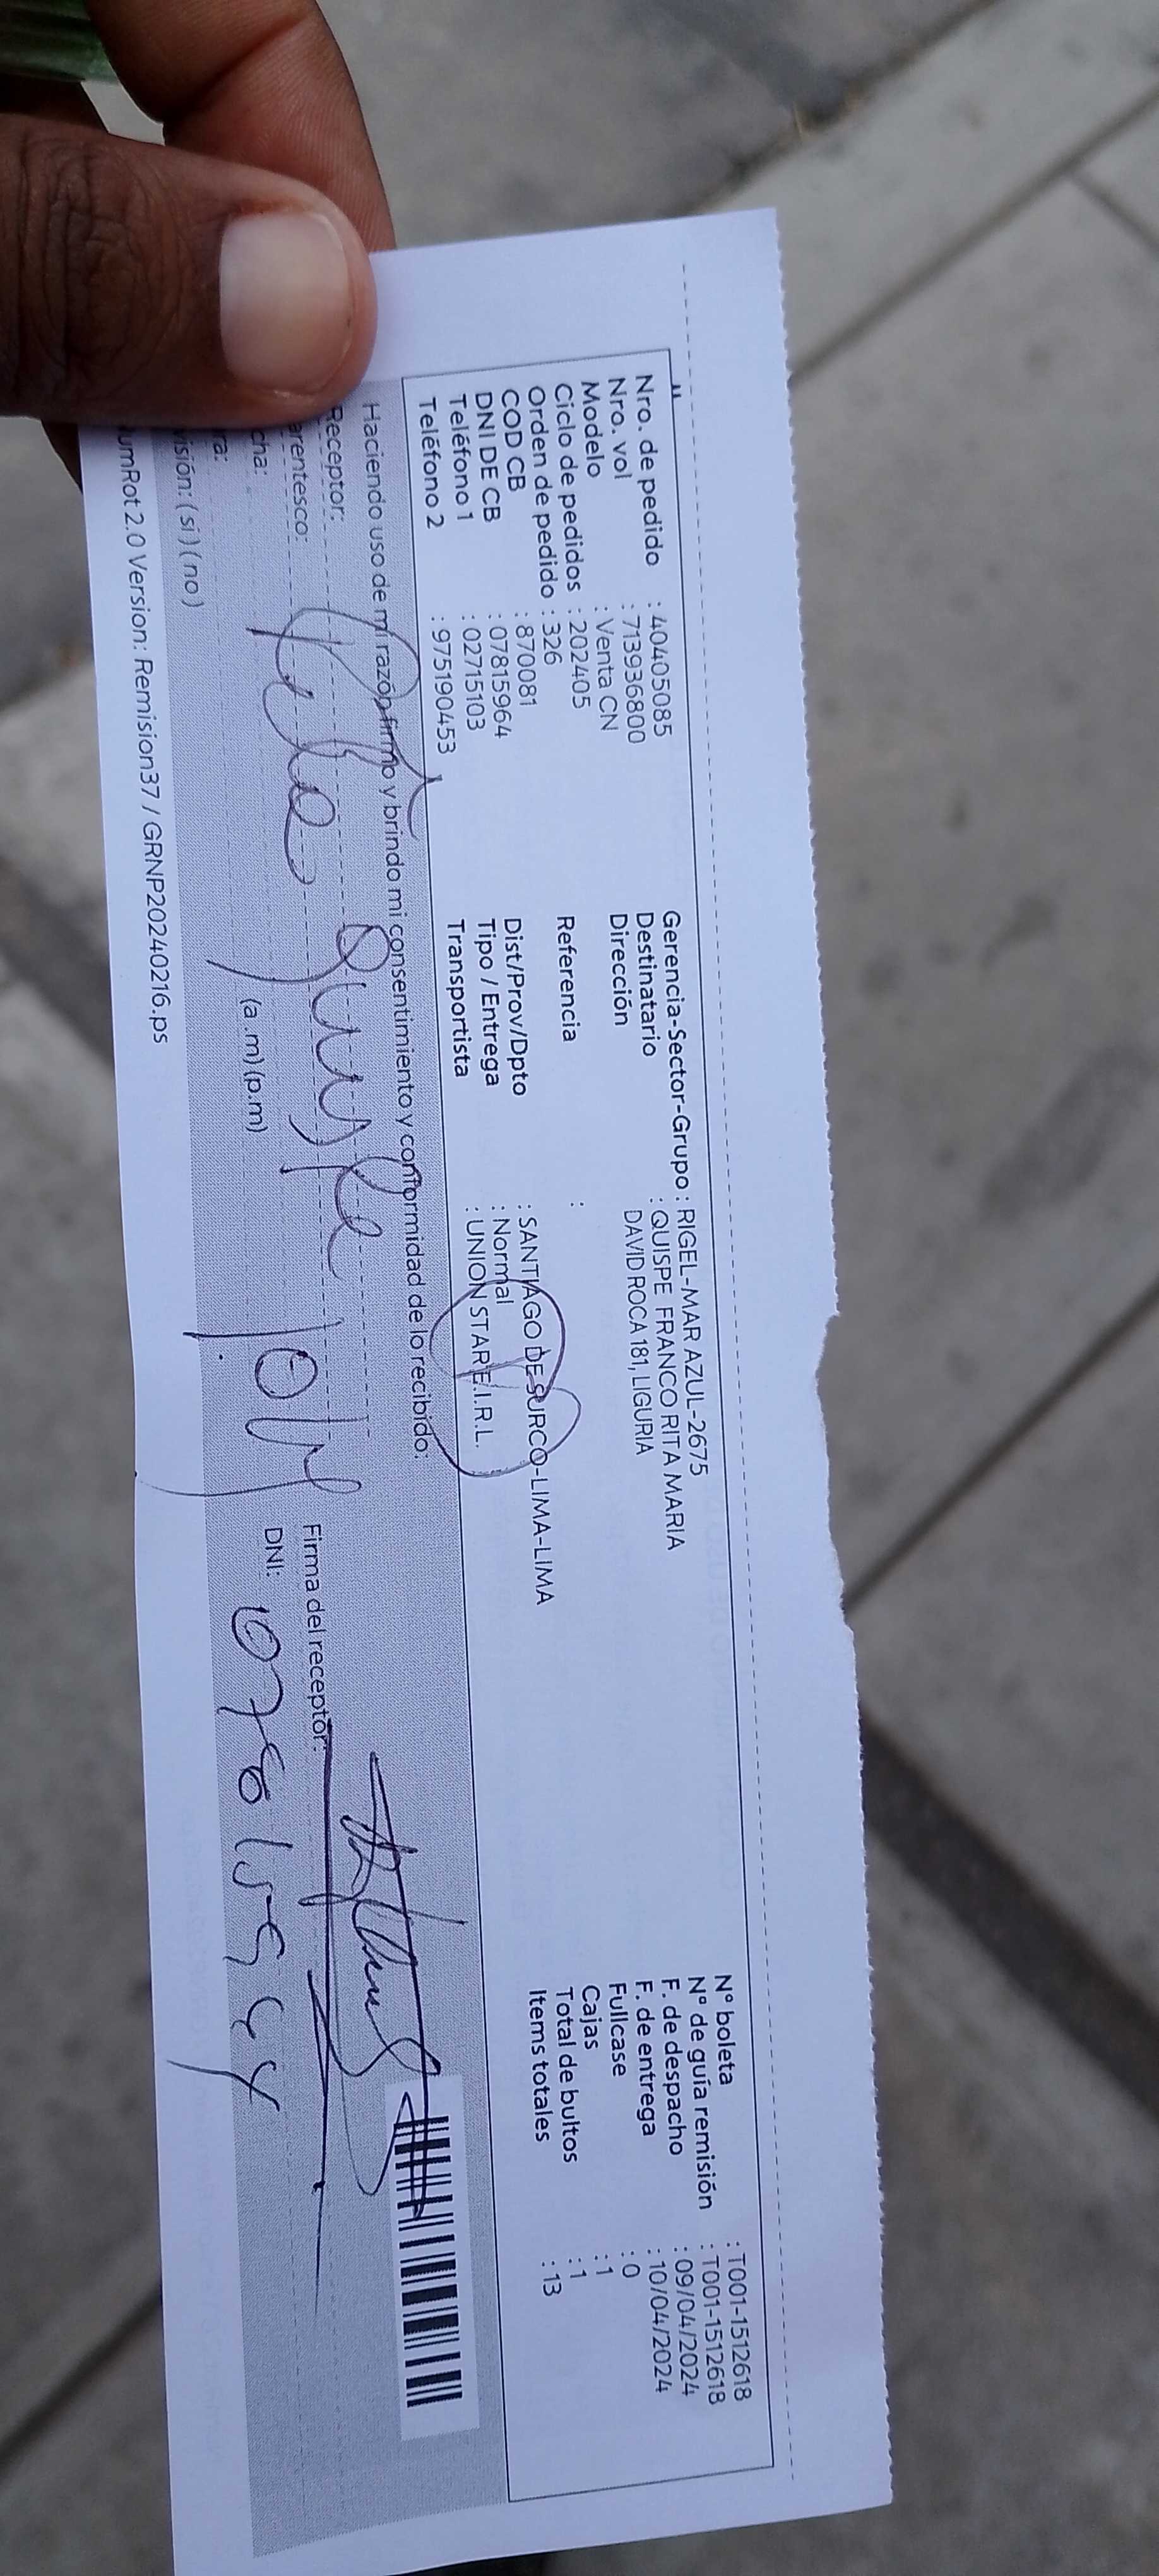 Nro. de pedido : 40405085
Nro. vol : 713936800
Modelo : Venta CN
Ciclo de pedidos : 202405
Orden de pedido : 326
COD CB : 870081
DNI DE CB : 07815964
Teléfono 1 : 02715103
Teléfono 2 : 975190453
Gerencia-Sector-Grupo : RIGEL-MAR AZUL-2675
Destinatario : QUISPE FRANCO RITA MARIA
Dirección DAVID ROCA 181, LIGURIA
Referencia :
Dist/Prov/Dpto : SANTIAGO DE SURCO-LIMA-LIMA
Tipo / Entrega : Normal
Transportista : UNION STAR E.I.R.L.
N° boleta : T001-1512618
N° de guía remisión : T001-1512618
F. de despacho : 09/04/2024
F. de entrega : 10/04/2024
Fullcase : 0
Cajas : 1
Total de bultos : 1
Items totales : 13
Haciendo uso de mi razón firmo y brindo mi consentimiento y conformidad de lo recibido:
Receptor:
arentesco:
cha:
ra: (a.m) (p.m)
visión: ( si ) ( no )
Quispe
Firma del receptor:
DNI:
umRot 2.0 Version: Remision37 / GRNP20240216.ps